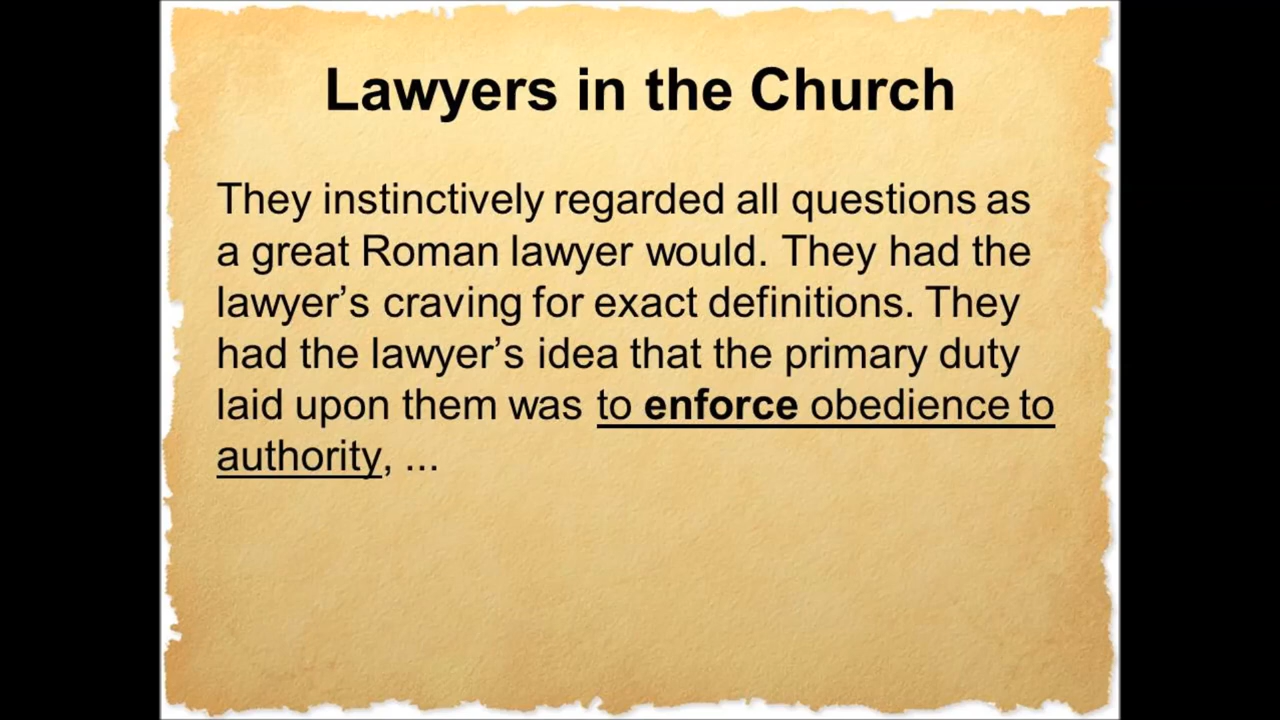 Lawyers in the Church
They instinctively regarded all questions as
a great Roman lawyer would. They had the
lawyer’s craving for exact definitions. They
had the lawyer’s idea that the primary duty
laid upon them was to enforce obedience to
authority, ...